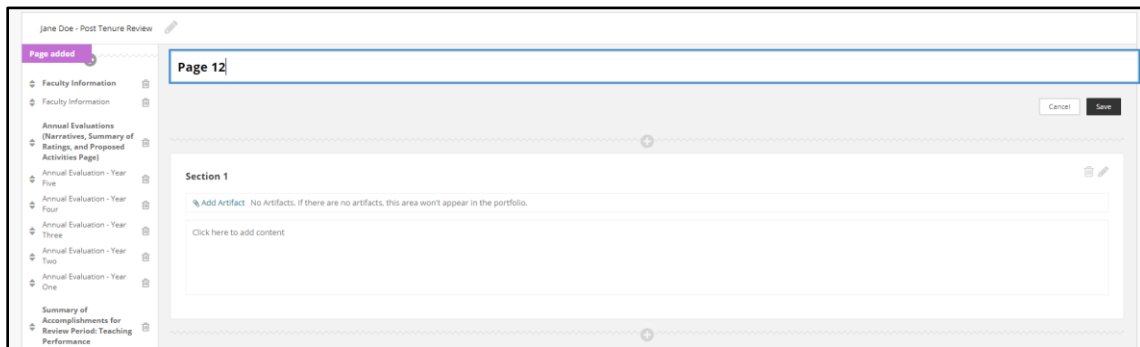 Jane Doe - Post Tenure Review
Page added
Faculty Information
Faculty Information
Annual Evaluations
(Narratives, Summary of
Ratings, and Proposed
Activities Page)
Annual Evaluation - Year
Five
Annual Evaluation - Year
Four
Annual Evaluation - Year
Three
Annual Evaluation - Year
Two
Annual Evaluation - Year
One
Summary of
Accomplishments for
Review Period: Teaching
Performance
Page 12
Cancel Save
Section 1
Add Artifact No Artifacts. If there are no artifacts, this area won't appear in the portfolio.
Click here to add content